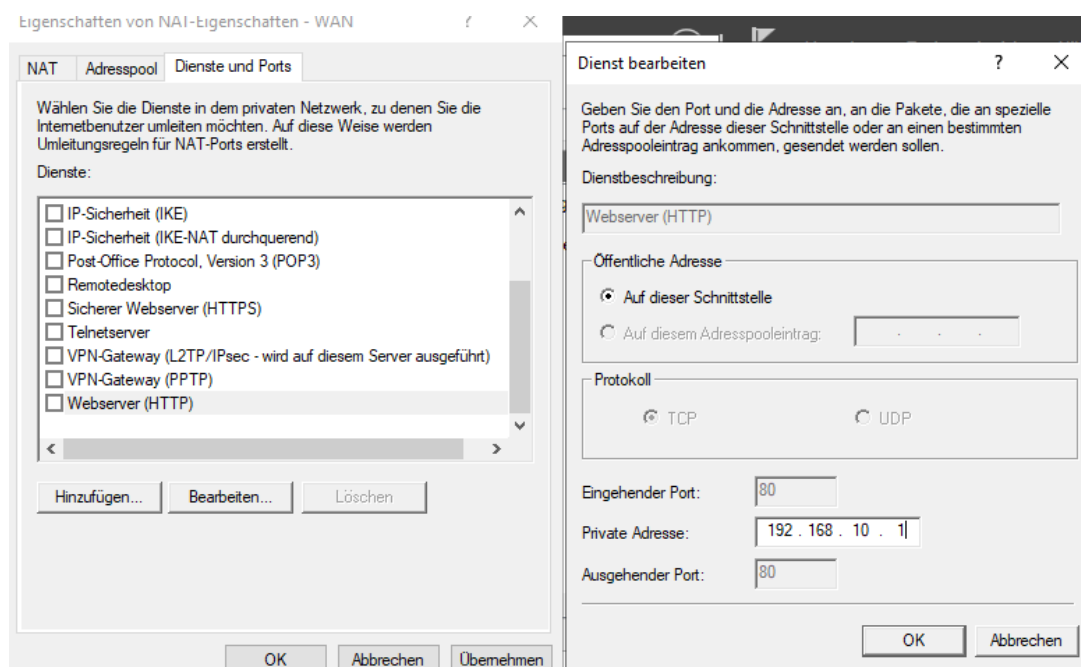 Eigenschaften von NAT-Eigenschaften - WAN
?
NAT
Adresspool
Dienste und Ports
Wählen Sie die Dienste in dem privaten Netzwerk, zu denen Sie die
Internetbenutzer umleiten möchten. Auf diese Weise werden
Umleitungsregeln für NAT-Ports erstellt.
Dienste:
IP-Sicherheit (IKE)
IP-Sicherheit (IKE-NAT durchquerend)
Post-Office Protocol, Version 3 (POP3)
Remotedesktop
Sicherer Webserver (HTTPS)
Telnetserver
VPN-Gateway (L2TP/IPsec - wird auf diesem Server ausgeführt)
VPN-Gateway (PPTP)
Webserver (HTTP)
Hinzufügen...
Bearbeiten...
Löschen
OK
Abbrechen
Übernehmen
Dienst bearbeiten
?
Geben Sie den Port und die Adresse an, an die Pakete, die an spezielle
Ports auf der Adresse dieser Schnittstelle oder an einen bestimmten
Adresspooleintrag ankommen, gesendet werden sollen.
Dienstbeschreibung:
Webserver (HTTP)
Öffentliche Adresse
Auf dieser Schnittstelle
Auf diesem Adresspooleintrag:
. . .
Protokoll
TCP
UDP
Eingehender Port:
80
Private Adresse:
192 . 168 . 10 . 1
Ausgehender Port:
80
OK
Abbrechen